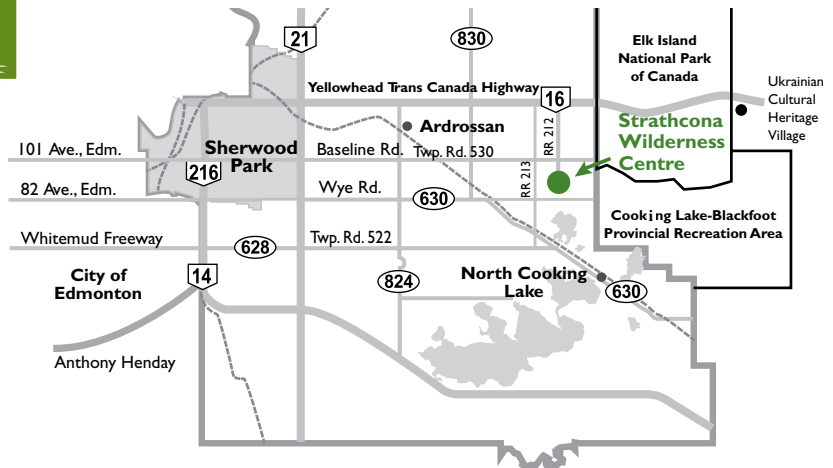 21
830
Elk Island
National Park
of Canada
Yellowhead Trans Canada Highway
16
Ukrainian
Cultural
Heritage
Village
Ardrossan
RR 212
Strathcona
Wilderness
Centre
101 Ave., Edm.
Sherwood
Park
Baseline Rd.
Twp. Rd. 530
216
RR 213
82 Ave., Edm.
Wye Rd.
630
Cooking Lake-Blackfoot
Provincial Recreation Area
Whitemud Freeway
628
Twp. Rd. 522
City of
Edmonton
14
824
North Cooking
Lake
630
Anthony Henday